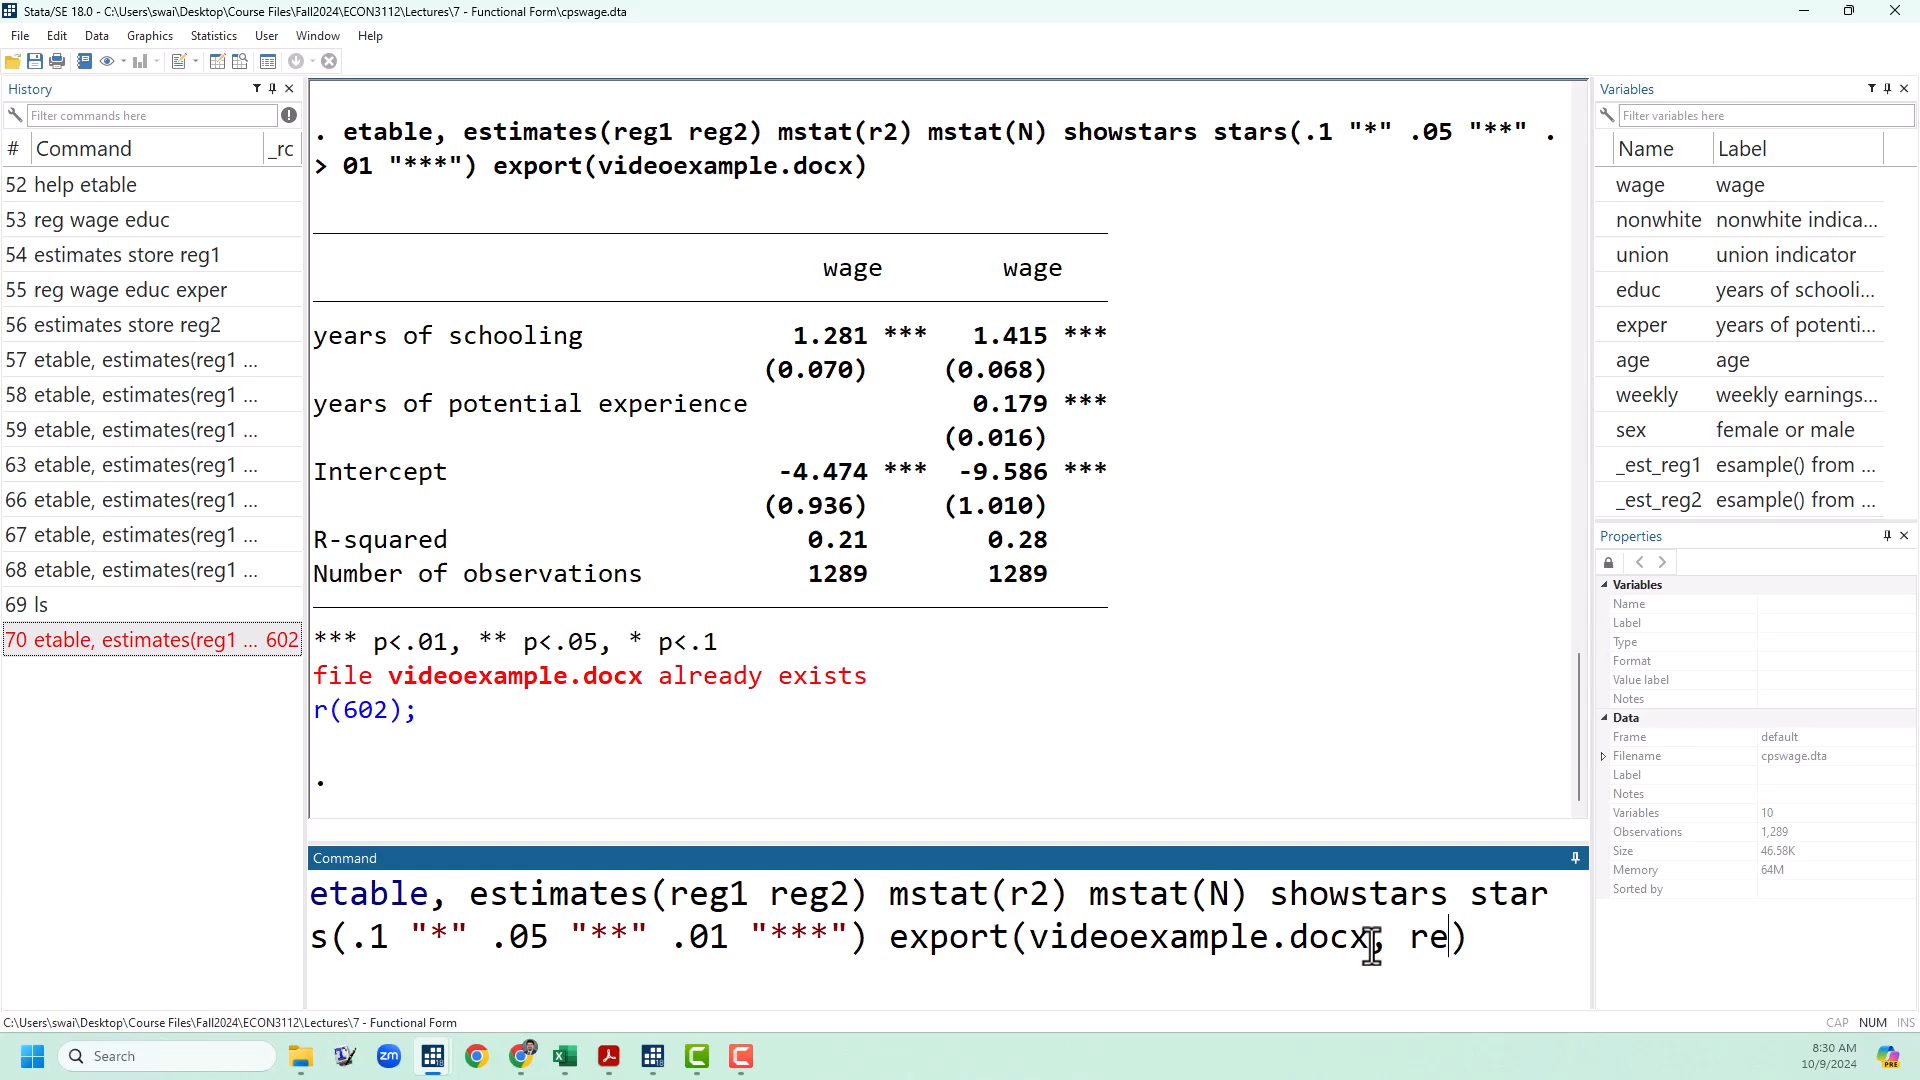 Stata/SE 18.0 - C:\Users\swai\Desktop\Course Files\Fall2024\ECON3112\Lectures\7 - Functional Form\cpswage.dta
File Edit Data Graphics Statistics User Window Help
History
Filter commands here
# Command _rc
52 help etable
53 reg wage educ
54 estimates store reg1
55 reg wage educ exper
56 estimates store reg2
57 etable, estimates(reg1 ...
58 etable, estimates(reg1 ...
59 etable, estimates(reg1 ...
63 etable, estimates(reg1 ...
66 etable, estimates(reg1 ...
67 etable, estimates(reg1 ...
68 etable, estimates(reg1 ...
69 ls
70 etable, estimates(reg1 ... 602
. etable, estimates(reg1 reg2) mstat(r2) mstat(N) showstars stars(.1 "*" .05 "**" .
> 01 "***") export(videoexample.docx)
wage wage
years of schooling 1.281 *** 1.415 ***
(0.070) (0.068)
years of potential experience 0.179 ***
(0.016)
Intercept -4.474 *** -9.586 ***
(0.936) (1.010)
R-squared 0.21 0.28
Number of observations 1289 1289
*** p<.01, ** p<.05, * p<.1
file videoexample.docx already exists
r(602);
.
Command
etable, estimates(reg1 reg2) mstat(r2) mstat(N) showstars star
s(.1 "*" .05 "**" .01 "***") export(videoexample.docx, re)
Variables
Filter variables here
Name Label
wage wage
nonwhite nonwhite indica...
union union indicator
educ years of schooli...
exper years of potenti...
age age
weekly weekly earnings...
sex female or male
_est_reg1 esample() from ...
_est_reg2 esample() from ...
Properties
Variables
Name
Label
Type
Format
Value label
Notes
Data
Frame default
Filename cpswage.dta
Label
Notes
Variables 10
Observations 1,289
Size 46.58K
Memory 64M
Sorted by
C:\Users\swai\Desktop\Course Files\Fall2024\ECON3112\Lectures\7 - Functional Form
CAP NUM INS
Search
zm
18
18
PRE
8:30 AM
10/9/2024